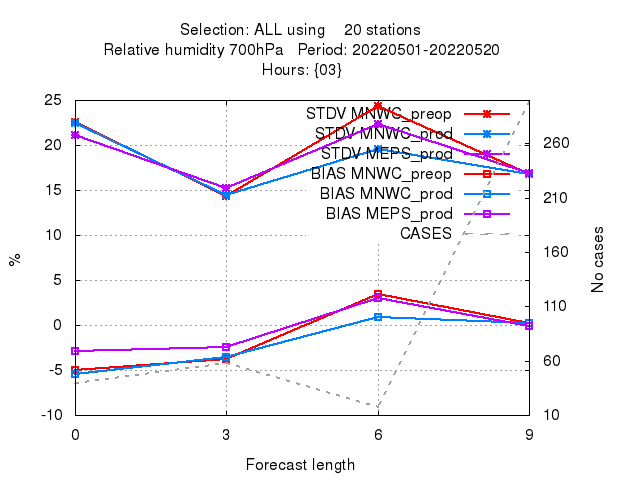 Selection: ALL using    20 stations
Relative humidity 700hPa   Period: 20220501-20220520
Hours: {03}
STDV MNWC_preop
STDV MNWC_prod
STDV MEPS_prod
BIAS MNWC_preop
BIAS MNWC_prod
BIAS MEPS_prod
CASES
%
25
20
15
10
5
0
-5
-10
260
210
160
110
60
10
No cases
0 3 6 9
Forecast length